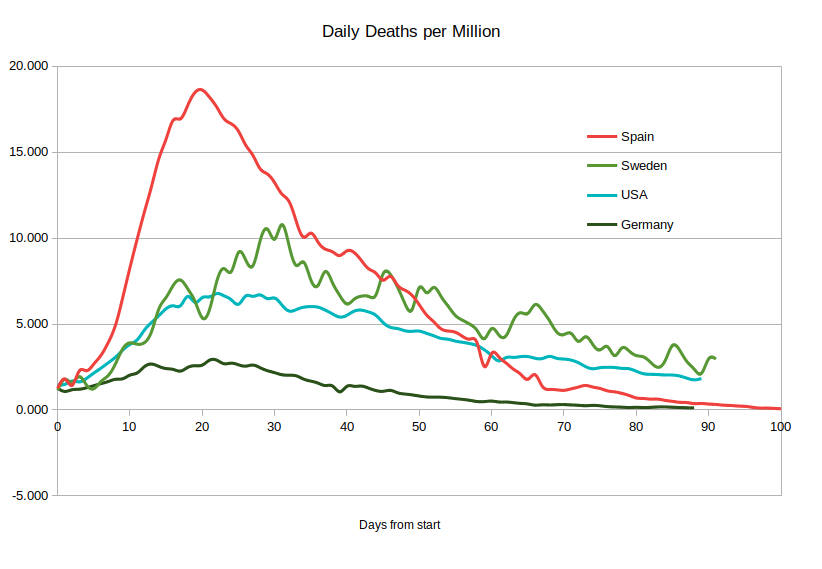 Daily Deaths per Million
20.000
15.000
10.000
5.000
0.000
-5.000
0 10 20 30 40 50 60 70 80 90 100
Spain
Sweden
USA
Germany
Days from start